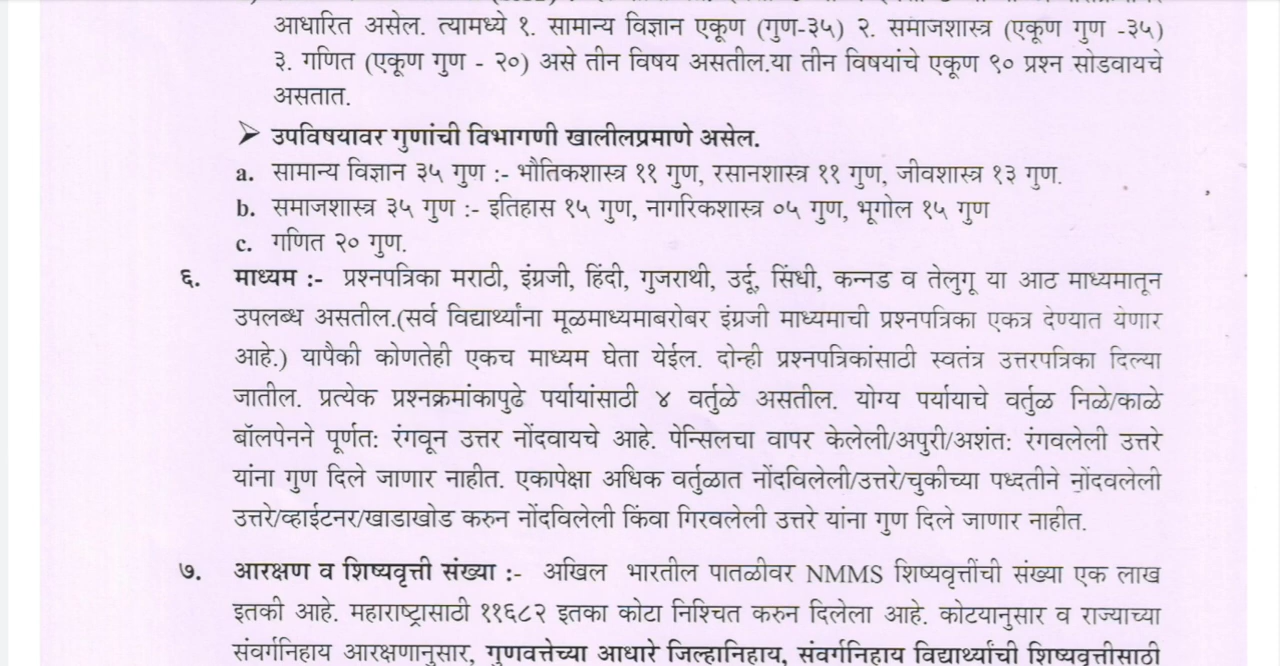 आधारित असेल. त्यामध्ये १. सामान्य विज्ञान एकूण (गुण-३५) २. समाजशास्त्र (एकूण गुण -३५)
३. गणित (एकूण गुण - २०) असे तीन विषय असतील.या तीन विषयांचे एकूण ९० प्रश्न सोडवायचे
असतात.
➢ उपविषयावर गुणांची विभागणी खालीलप्रमाणे असेल.
a. सामान्य विज्ञान ३५ गुण :- भौतिकशास्त्र ११ गुण, रसानशास्त्र ११ गुण, जीवशास्त्र १३ गुण.
b. समाजशास्त्र ३५ गुण :- इतिहास १५ गुण, नागरिकशास्त्र ०५ गुण, भूगोल १५ गुण
c. गणित २० गुण.
६. माध्यम :- प्रश्नपत्रिका मराठी, इंग्रजी, हिंदी, गुजराथी, उर्दू, सिंधी, कन्नड व तेलुगू या आठ माध्यमातून
उपलब्ध असतील.(सर्व विद्यार्थ्यांना मूळमाध्यमाबरोबर इंग्रजी माध्यमाची प्रश्नपत्रिका एकत्र देण्यात येणार
आहे.) यापैकी कोणतेही एकच माध्यम घेता येईल. दोन्ही प्रश्नपत्रिकांसाठी स्वतंत्र उत्तरपत्रिका दिल्या
जातील. प्रत्येक प्रश्नक्रमांकापुढे पर्यायांसाठी ४ वर्तुळे असतील. योग्य पर्यायाचे वर्तुळ निळे/काळे
बॉलपेनने पूर्णत: रंगवून उत्तर नोंदवायचे आहे. पेन्सिलचा वापर केलेली/अपुरी/अशंत: रंगवलेली उत्तरे
यांना गुण दिले जाणार नाहीत. एकापेक्षा अधिक वर्तुळात नोंदविलेली/उत्तरे/चुकीच्या पध्दतीने नोंदवलेली
उत्तरे/व्हाईटनर/खाडाखोड करुन नोंदविलेली किंवा गिरवलेली उत्तरे यांना गुण दिले जाणार नाहीत.
७. आरक्षण व शिष्यवृत्ती संख्या :- अखिल भारतील पातळीवर NMMS शिष्यवृत्तींची संख्या एक लाख
इतकी आहे. महाराष्ट्रासाठी ११६८२ इतका कोटा निश्चित करुन दिलेला आहे. कोटयानुसार व राज्याच्या
संवर्गनिहाय आरक्षणानुसार, गुणवत्तेच्या आधारे जिल्हानिहाय, संवर्गनिहाय विद्यार्थ्यांची शिष्यवृत्तीसाठी